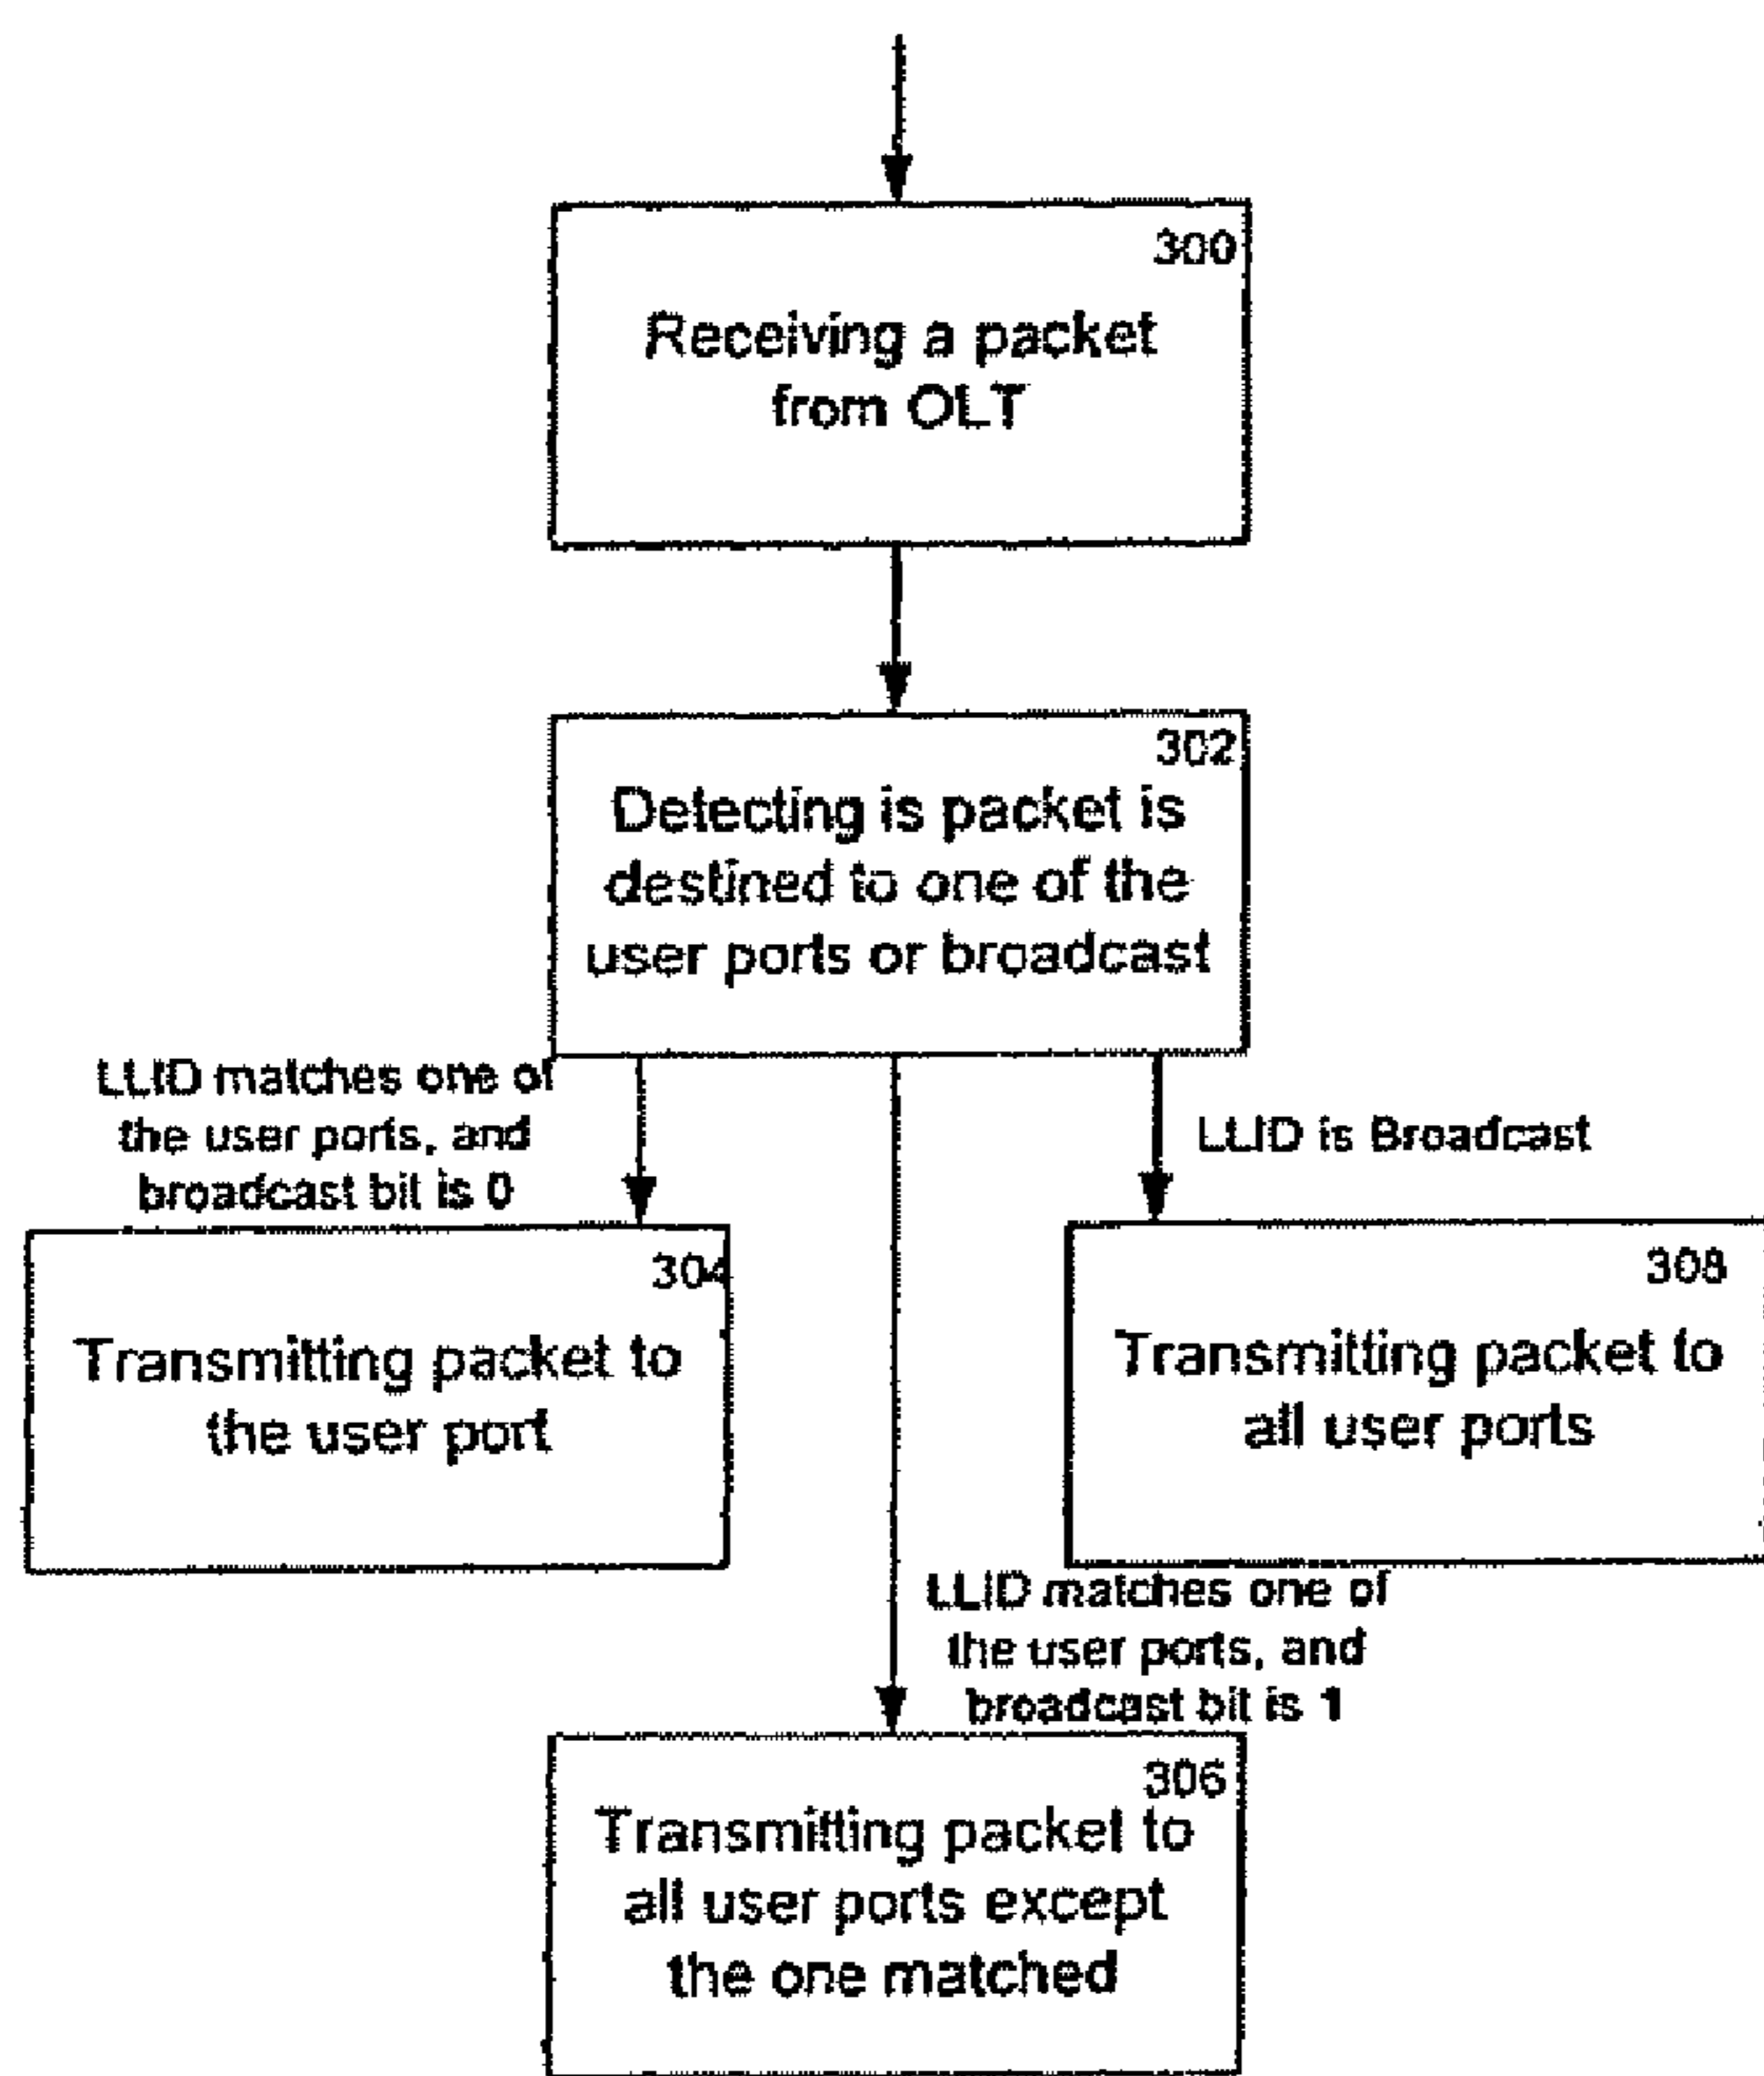 300
Receiving a packet
from OLT
302
Detecting is packet is
destined to one of the
user ports or broadcast
LLID matches one of
the user ports, and
broadcast bit is 0
LLID is Broadcast
304
Transmitting packet to
the user port
308
Transmitting packet to
all user ports
LLID matches one of
the user ports, and
broadcast bit is 1
306
Transmitting packet to
all user ports except
the one matched